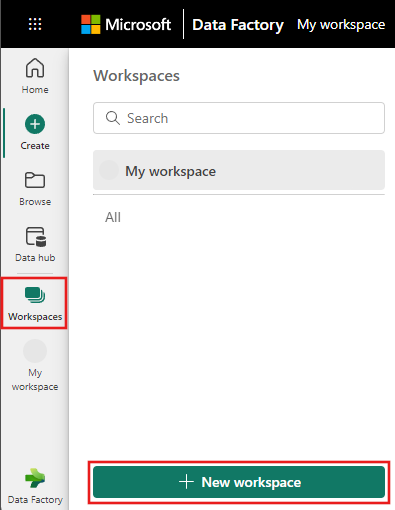 Microsoft Data Factory My workspace
Home
Create
Browse
Data hub
Workspaces
My
workspace
Data Factory
Workspaces
Search
My workspace
All
New workspace